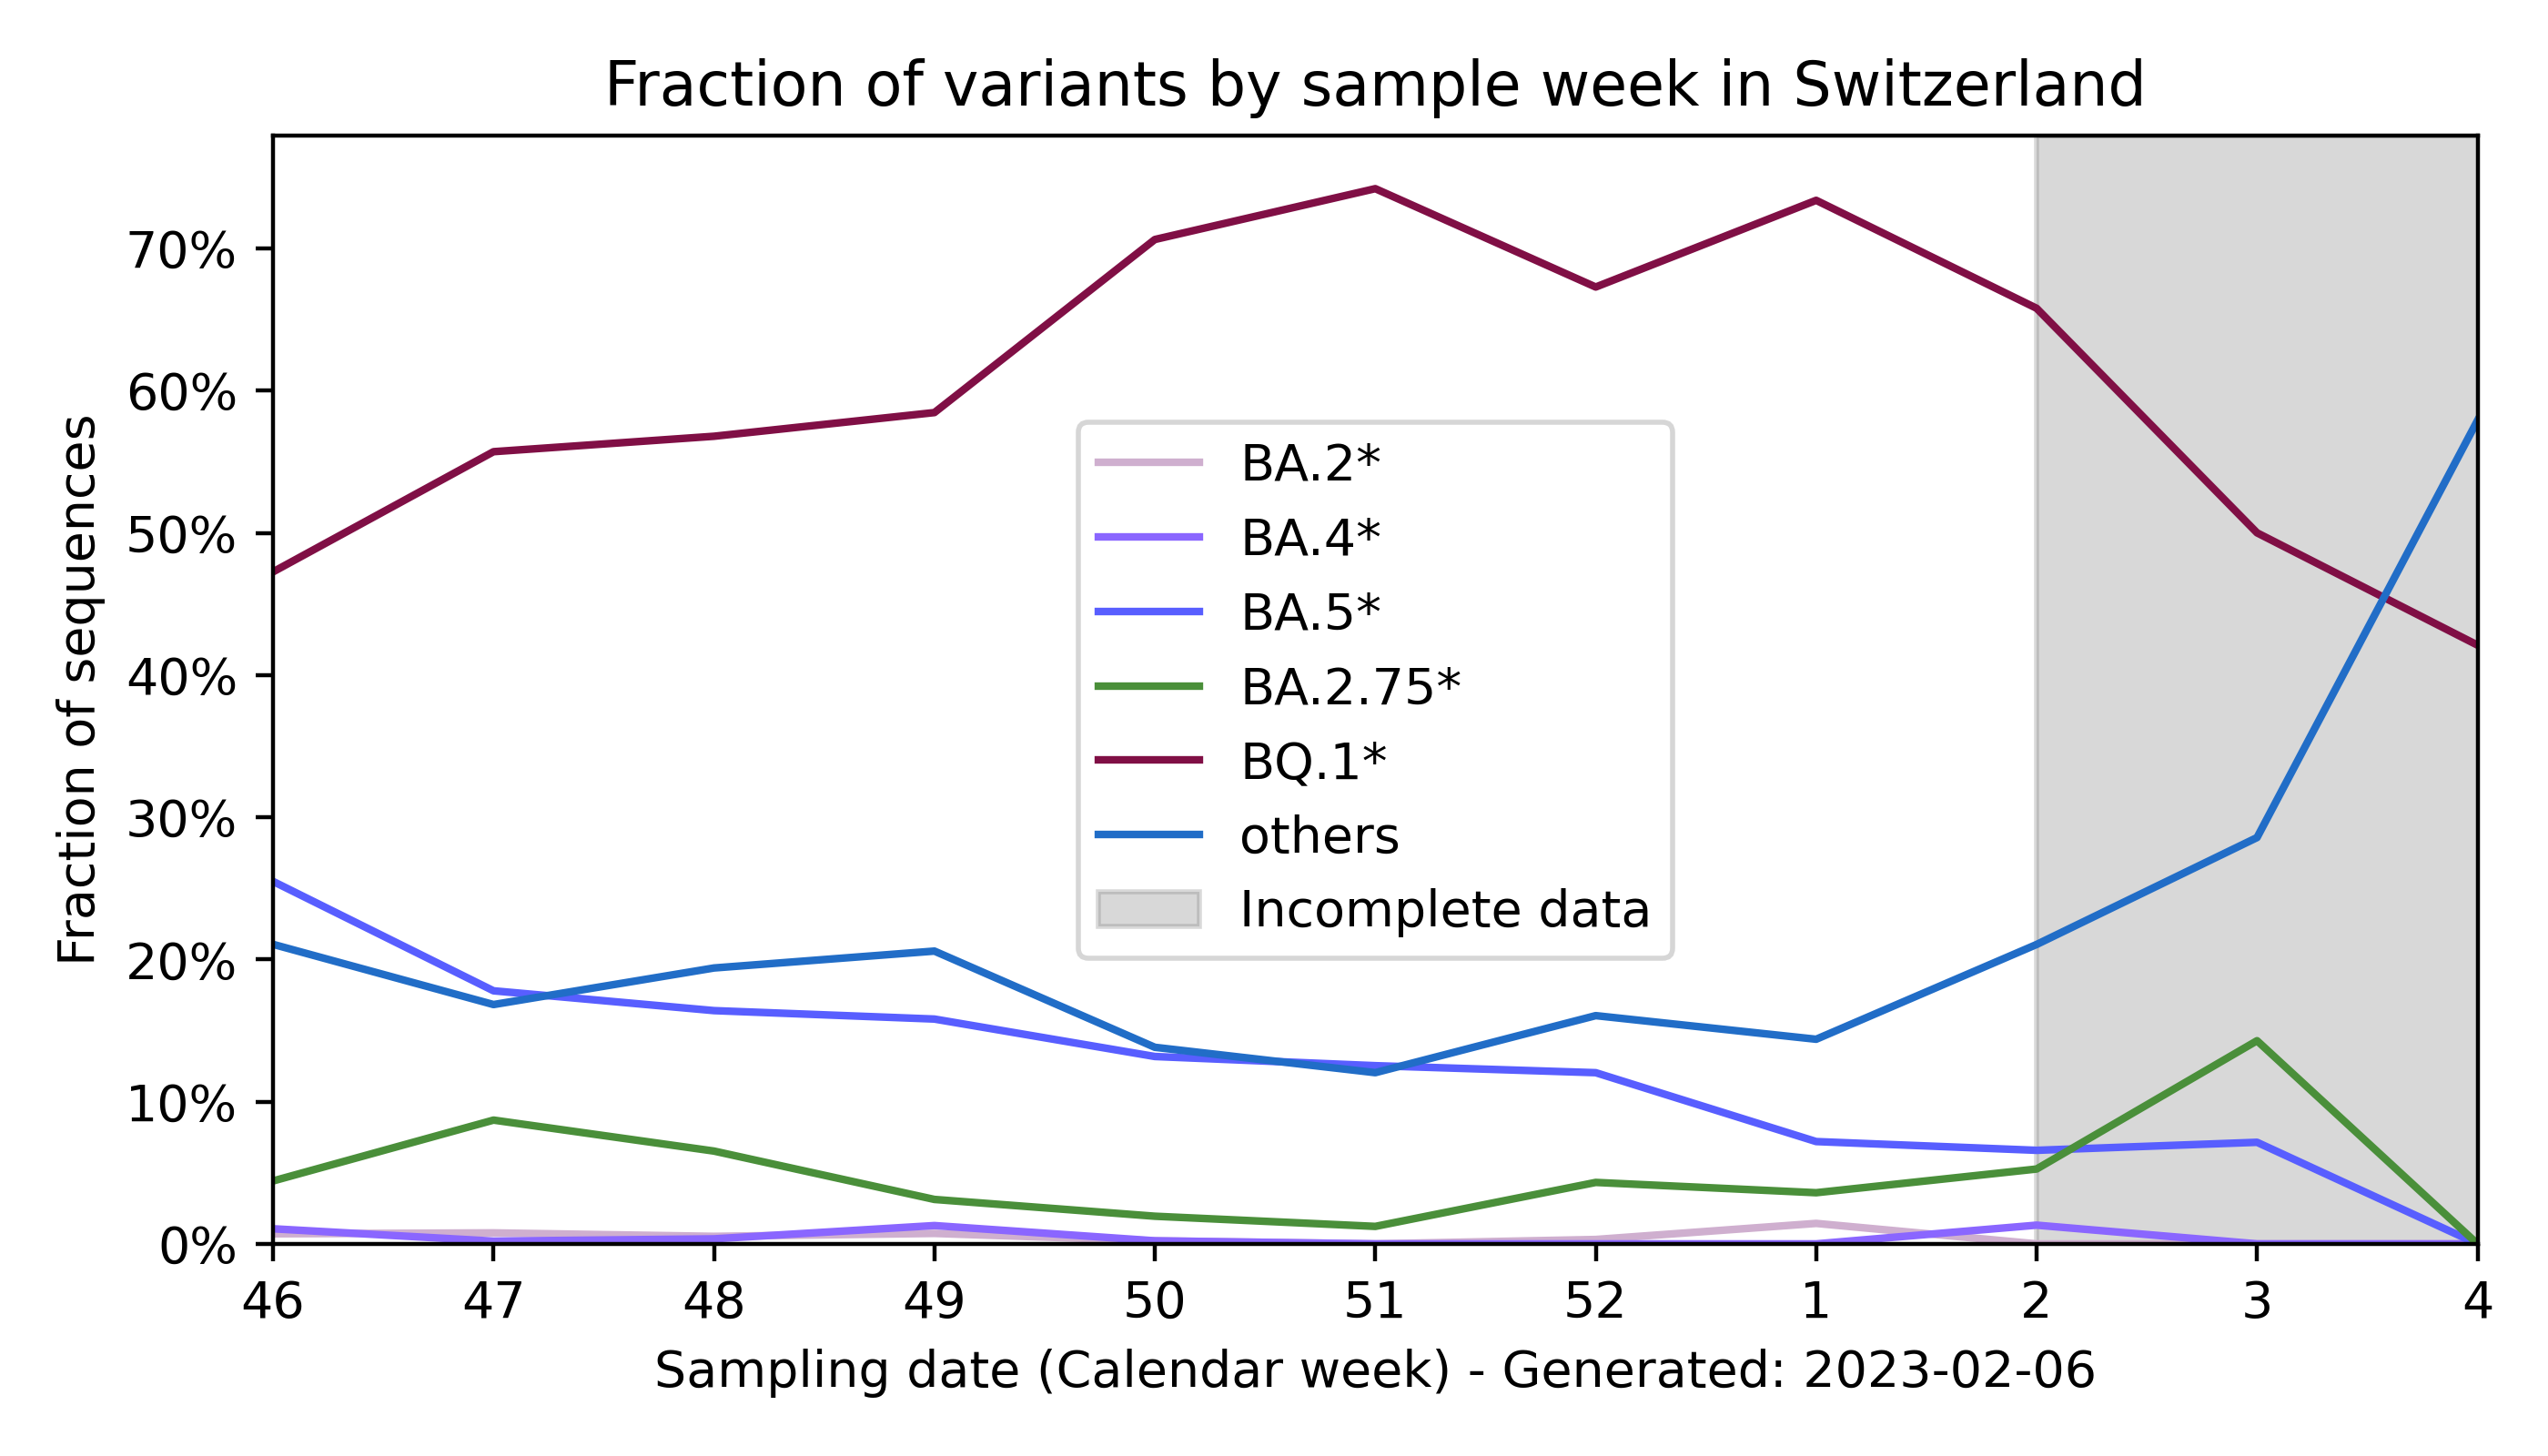 Fraction of variants by sample week in Switzerland
Fraction of sequences
70%
60%
50%
40%
30%
20%
10%
0%
BA.2*
BA.4*
BA.5*
BA.2.75*
BQ.1*
others
Incomplete data
46 47 48 49 50 51 52 1 2 3 4
Sampling date (Calendar week) - Generated: 2023-02-06